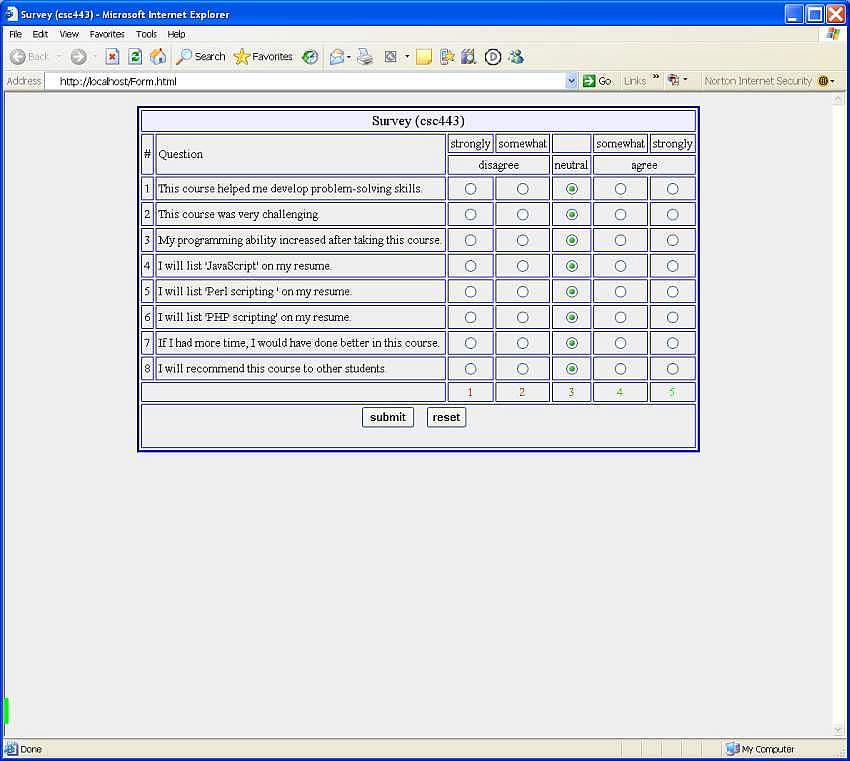 Survey (csc443) - Microsoft Internet Explorer
File Edit View Favorites Tools Help
Back Search Favorites
Address http://localhost/Form.html Go Links » Norton Internet Security
Survey (csc443)
# Question strongly somewhat somewhat strongly
disagree neutral agree
1 This course helped me develop problem-solving skills.
2 This course was very challenging.
3 My programming ability increased after taking this course.
4 I will list 'JavaScript' on my resume.
5 I will list 'Perl scripting ' on my resume.
6 I will list 'PHP scripting' on my resume.
7 If I had more time, I would have done better in this course.
8 I will recommend this course to other students.
1 2 3 4 5
submit reset
Done My Computer